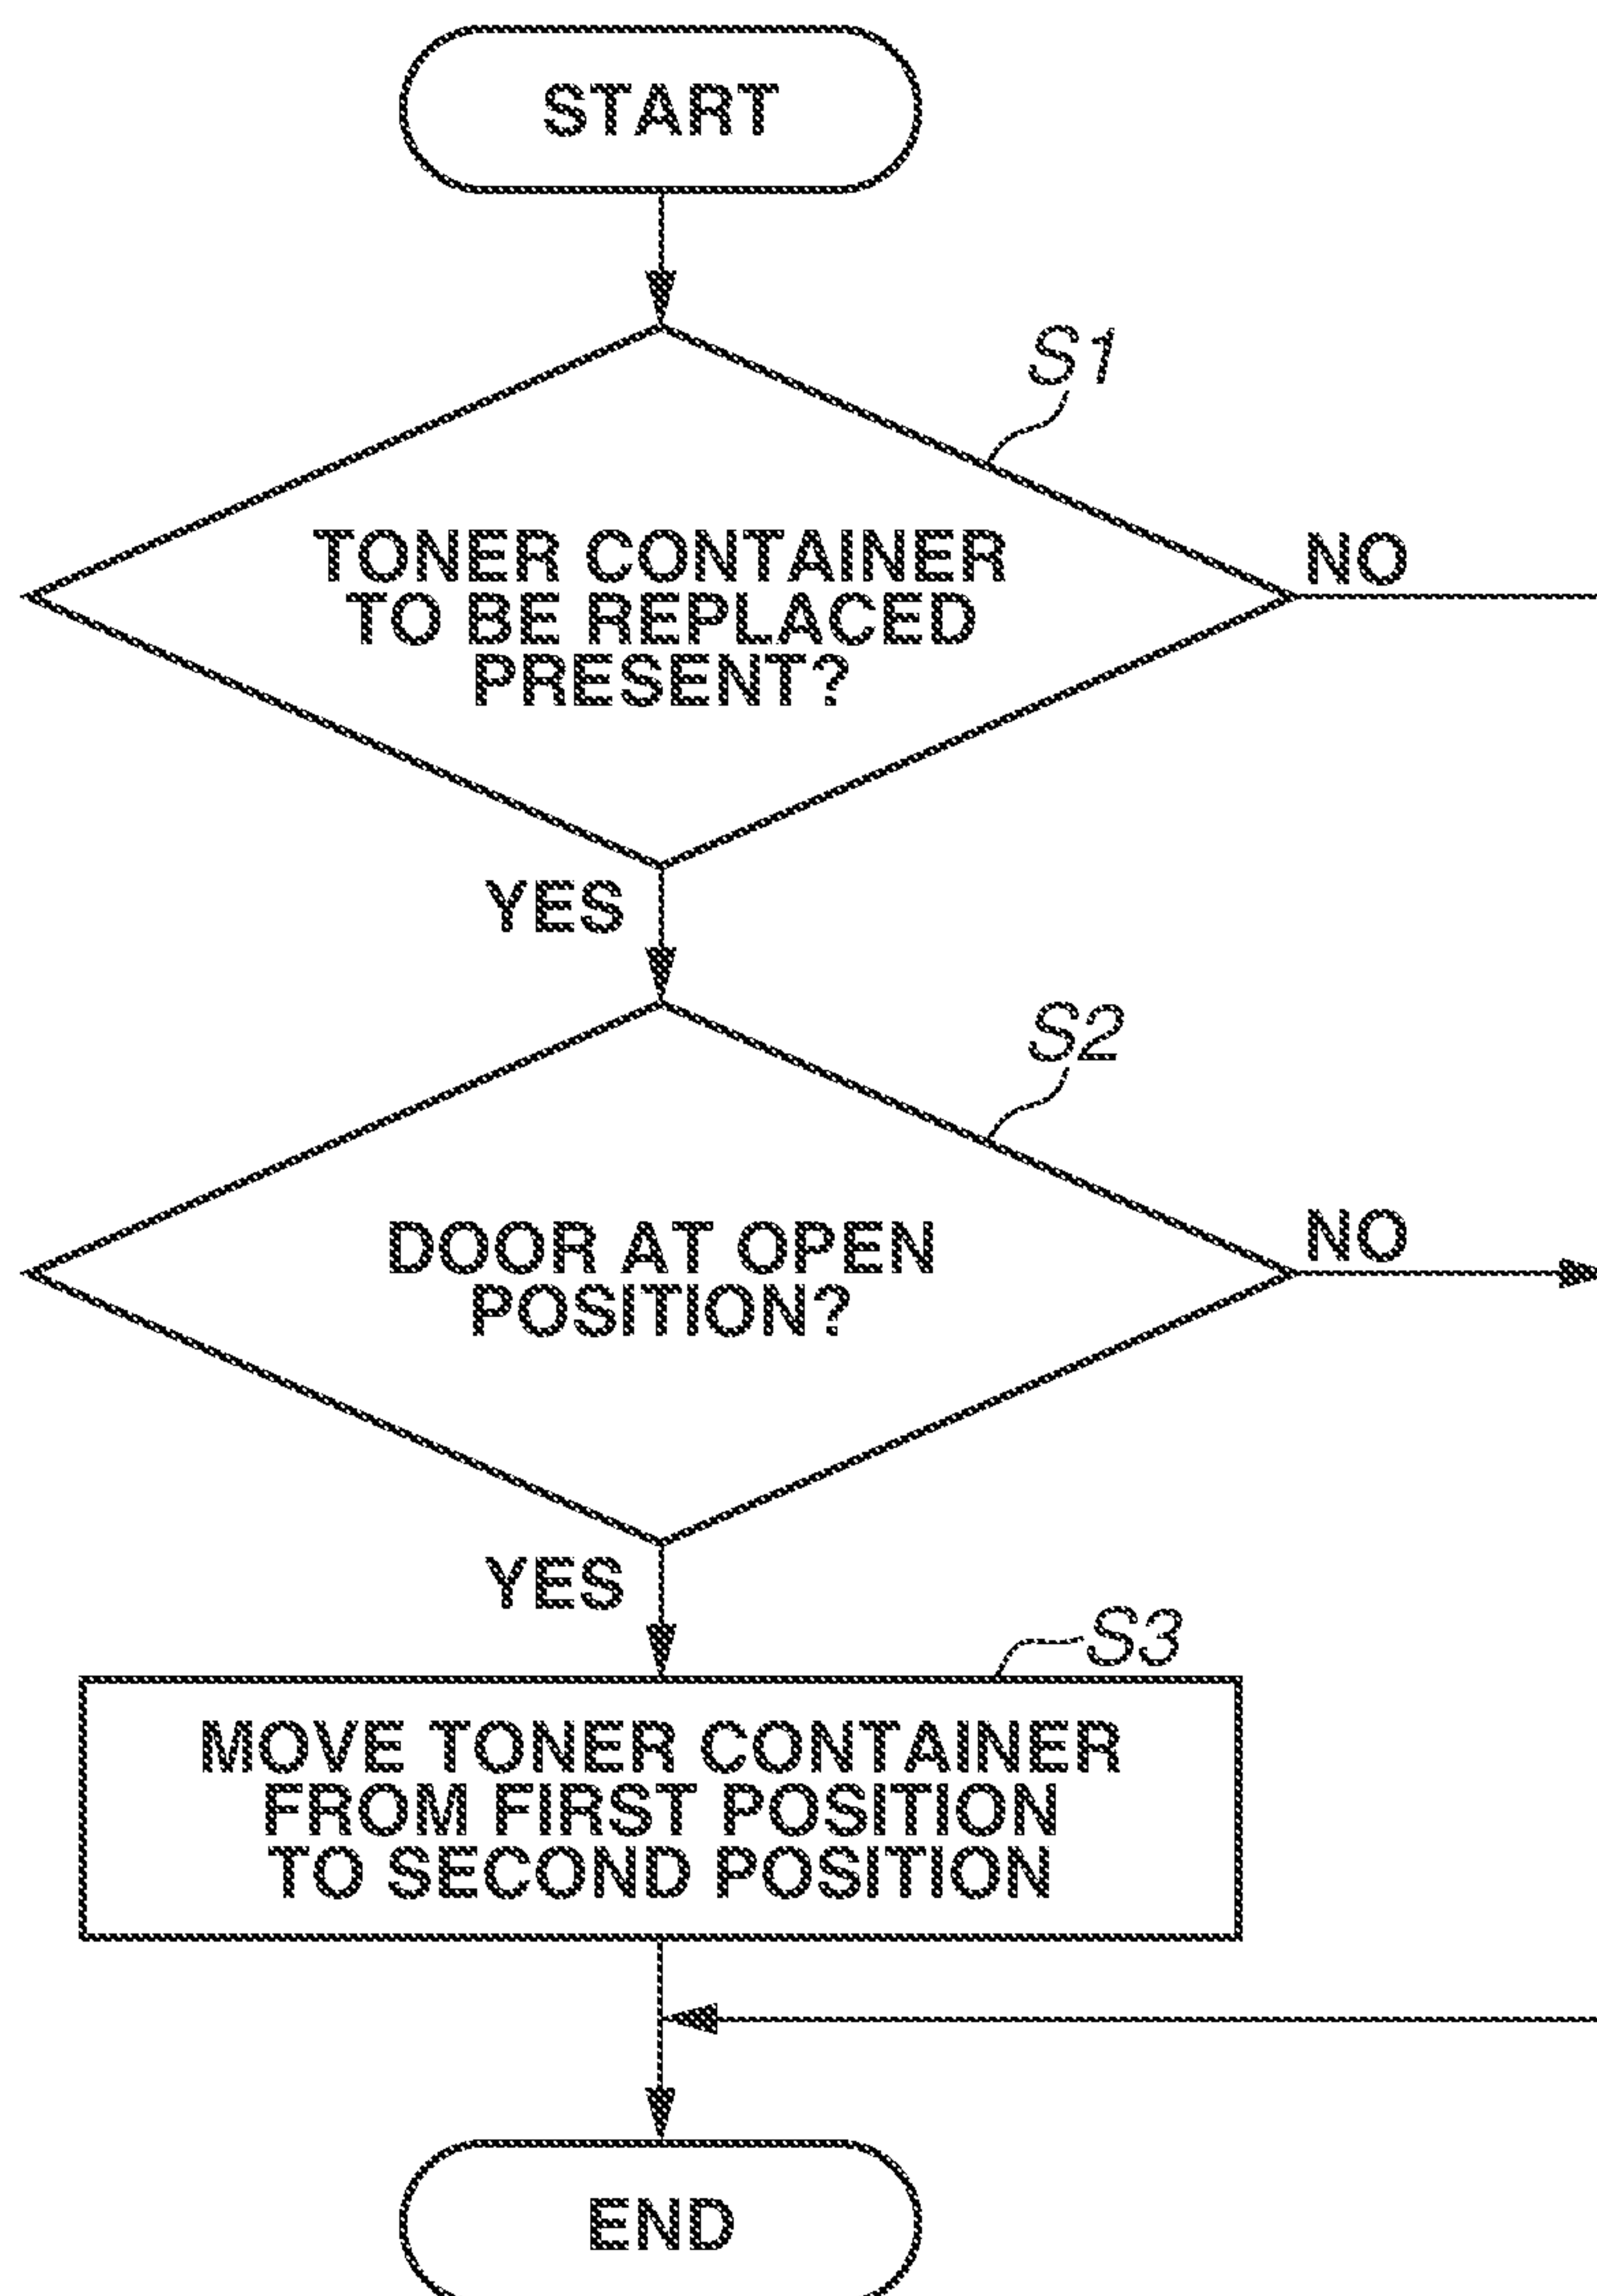 START
S1
TONER CONTAINER
TO BE REPLACED
PRESENT?
NO
YES
S2
DOOR AT OPEN
POSITION?
NO
YES
S3
MOVE TONER CONTAINER
FROM FIRST POSITION
TO SECOND POSITION
END